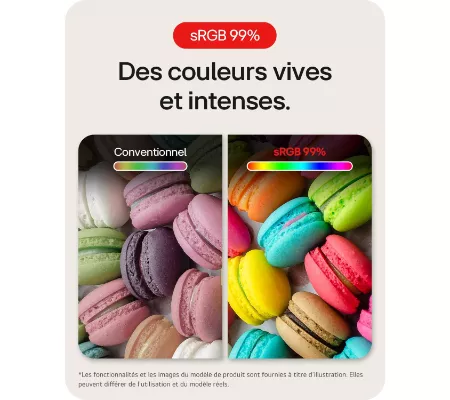 sRGB 99%
Des couleurs vives
et intenses.
Conventionnel
sRGB 99%
*Les fonctionnalités et les images du modèle de produit sont fournies à titre d'illustration. Elles
peuvent différer de l'utilisation et du modèle réels.